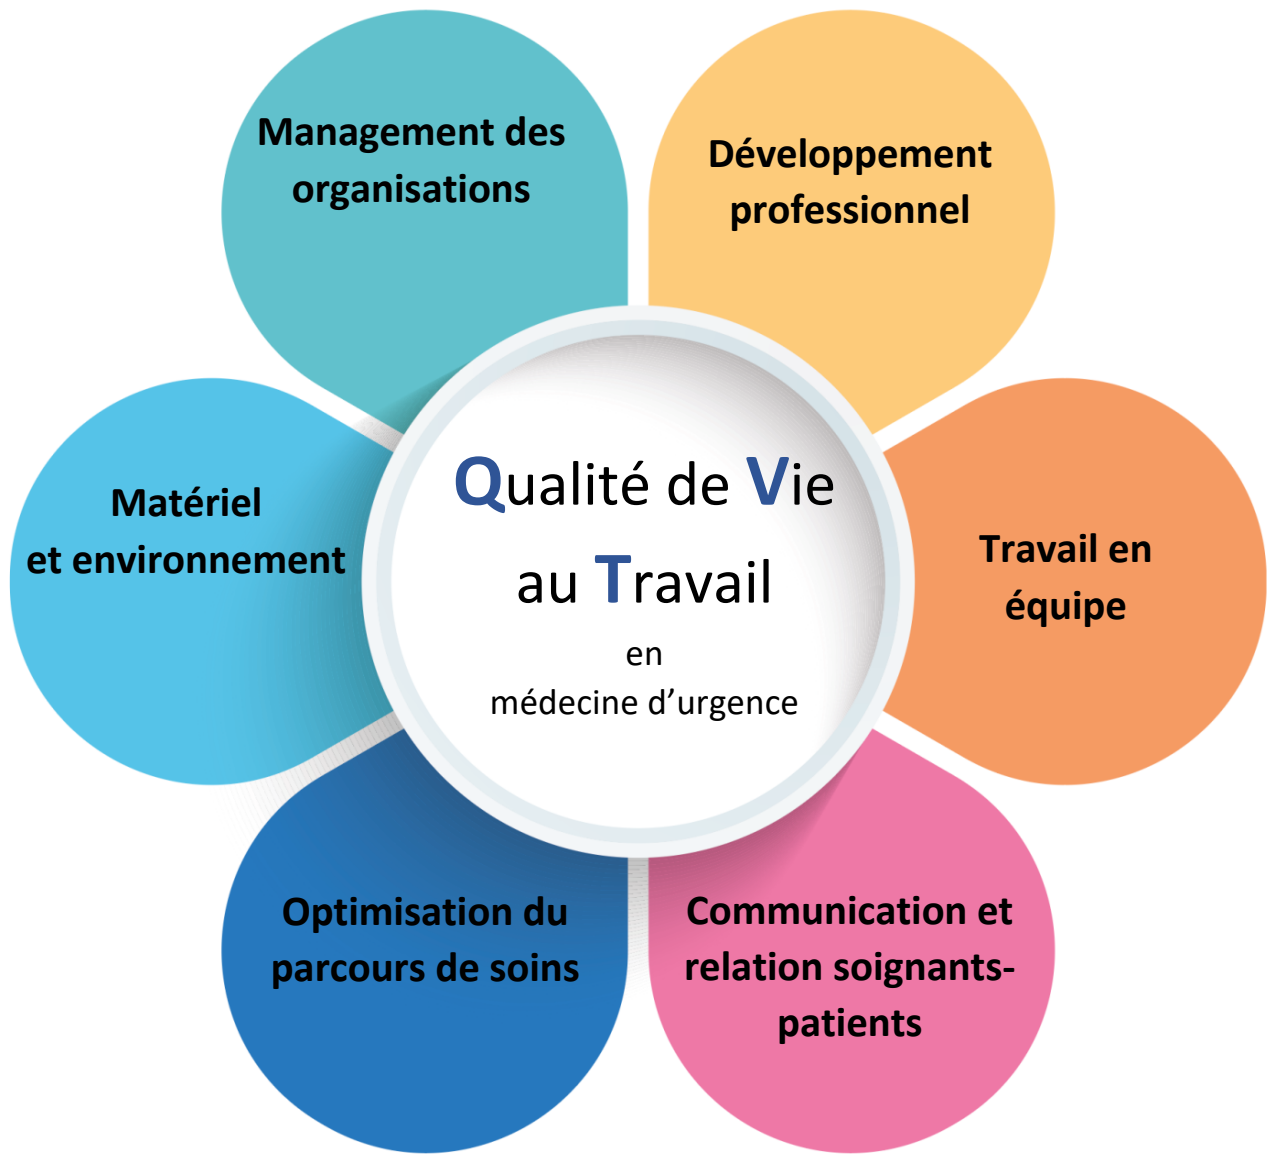 Management des
organisations
Développement
professionnel
Matériel
et environnement
Qualité de Vie
au Travail
en
médecine d’urgence
Travail en
équipe
Optimisation du
parcours de soins
Communication et
relation soignants-
patients